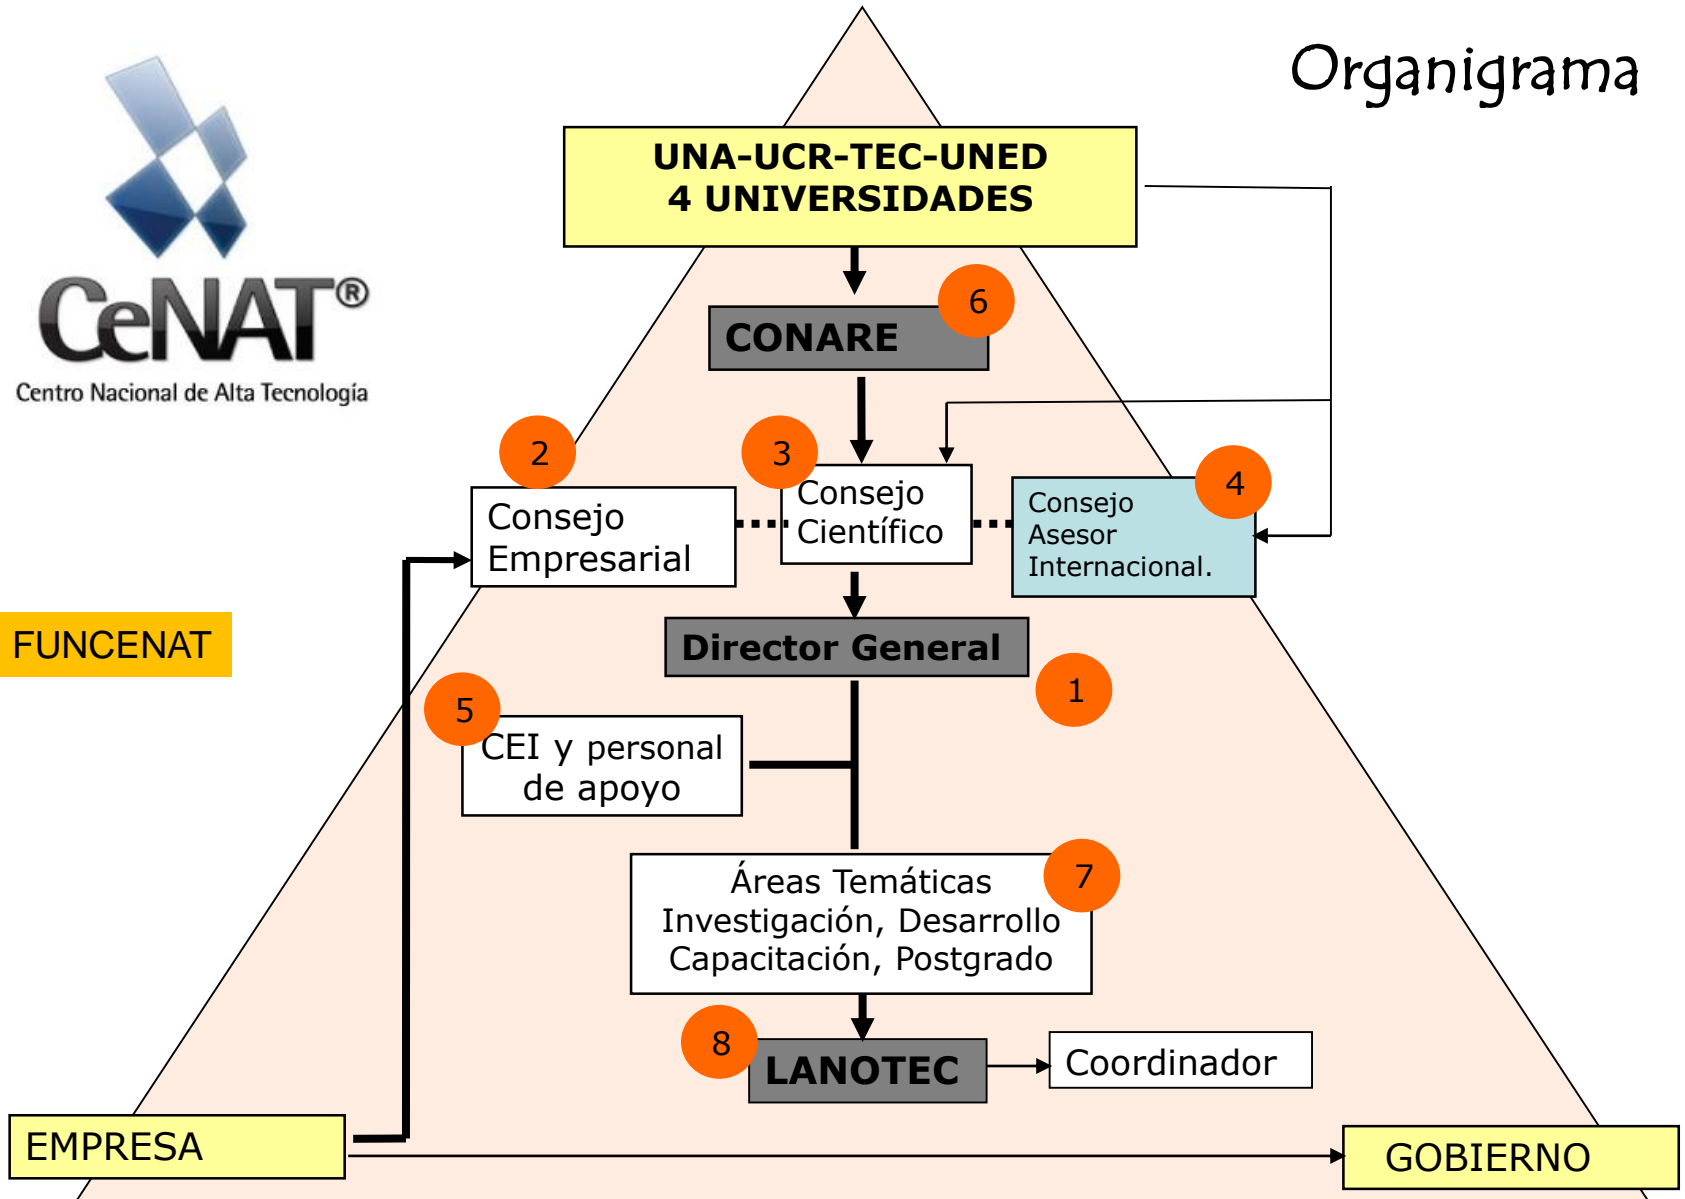 Organigrama
CeNAT®
Centro Nacional de Alta Tecnología
UNA-UCR-TEC-UNED
4 UNIVERSIDADES
6
CONARE
2
3
4
Consejo
Empresarial
Consejo
Científico
Consejo
Asesor
Internacional.
FUNCENAT
Director General
1
5
CEI y personal
de apoyo
7
Áreas Temáticas
Investigación, Desarrollo
Capacitación, Postgrado
8
LANOTEC
Coordinador
EMPRESA
GOBIERNO